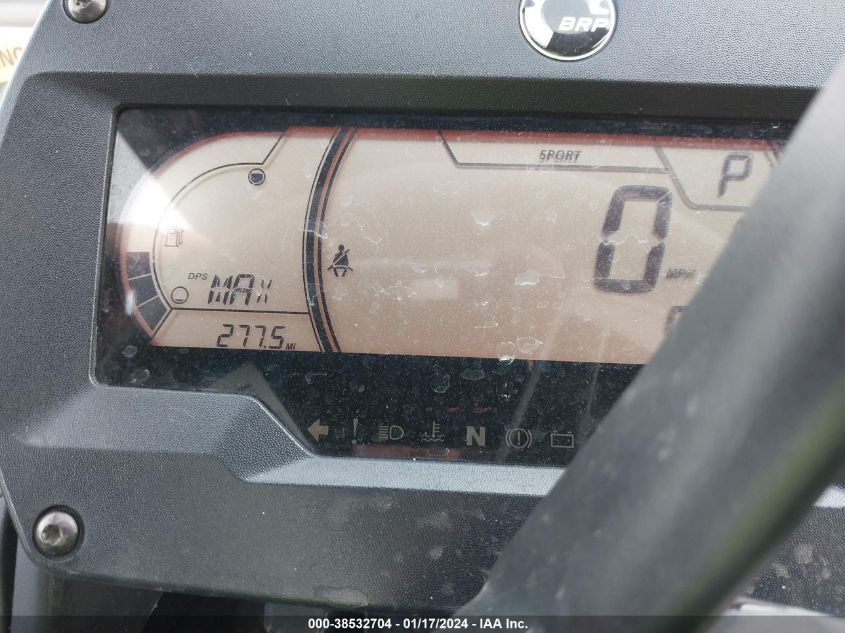 BRP
SPORT
P
0
MPH
DPS MAX
277.5 MI
N
000-38532704 - 01/17/2024 - IAA Inc.